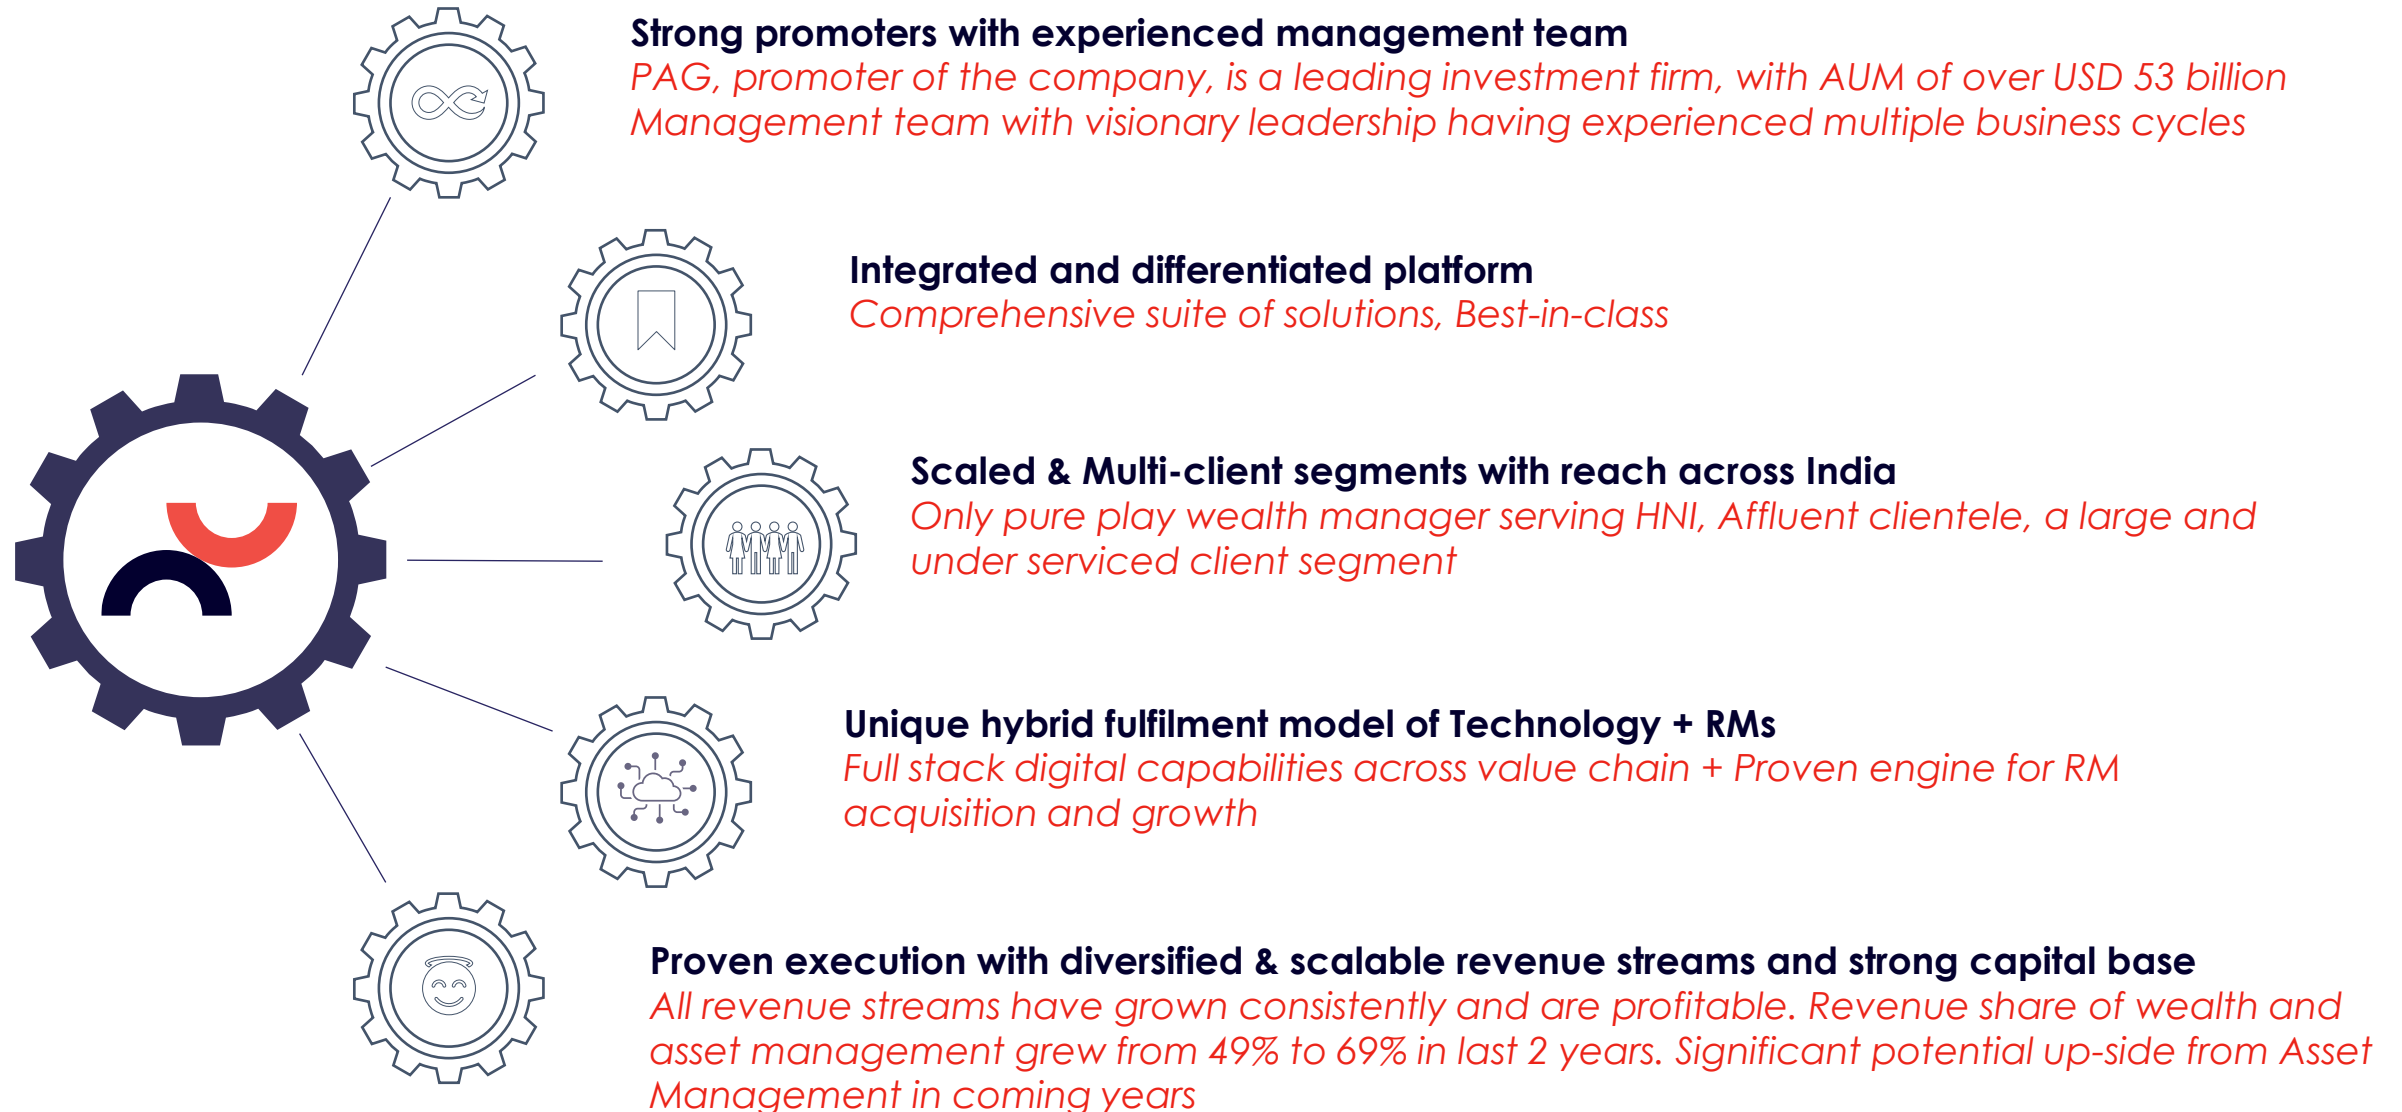 Strong promoters with experienced management team
PAG, promoter of the company, is a leading investment firm, with AUM of over USD 53 billion
Management team with visionary leadership having experienced multiple business cycles
Integrated and differentiated platform
Comprehensive suite of solutions, Best-in-class
Scaled & Multi-client segments with reach across India
Only pure play wealth manager serving HNI, Affluent clientele, a large and
under serviced client segment
Unique hybrid fulfilment model of Technology + RMs
Full stack digital capabilities across value chain + Proven engine for RM
acquisition and growth
Proven execution with diversified & scalable revenue streams and strong capital base
All revenue streams have grown consistently and are profitable. Revenue share of wealth and
asset management grew from 49% to 69% in last 2 years. Significant potential up-side from Asset
Management in coming years